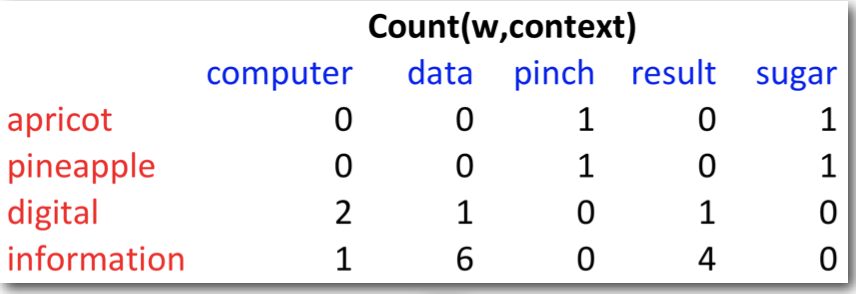 Count(w,context)
computer data pinch result sugar
apricot 0 0 1 0 1
pineapple 0 0 1 0 1
digital 2 1 0 1 0
information 1 6 0 4 0